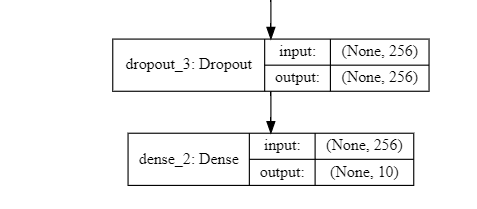 dropout_3: Dropout
input: (None, 256)
output: (None, 256)
dense_2: Dense
input: (None, 256)
output: (None, 10)